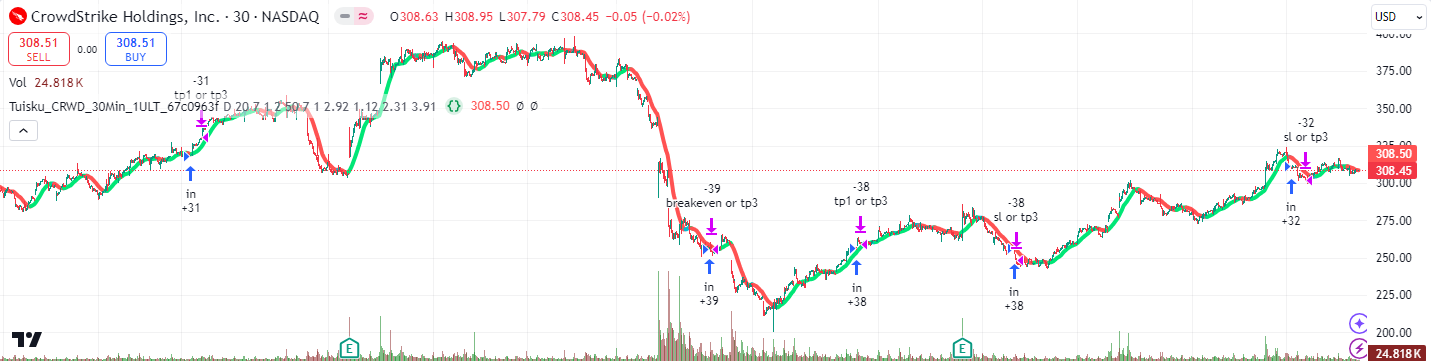 CrowdStrike Holdings, Inc. · 30 · NASDAQ O308.63 H308.95 L307.79 C308.45 −0.05 (−0.02%)
USD
308.51 SELL
0.00
308.51 BUY
Vol 24.818 K
Tuisku_CRWD_30Min_1ULT_67c0963f D 20 7 1 2 50 7 1 2.92 1.12 2.31 3.91 {} 308.50 Ø Ø
400.00
375.00
350.00
308.50
308.45
300.00
275.00
250.00
225.00
200.00
24.818 K
-31
tp1 or tp3
in
+31
-39
breakeven or tp3
in
+39
-38
tp1 or tp3
in
+38
-38
sl or tp3
in
+38
-32
sl or tp3
in
+32
E
E